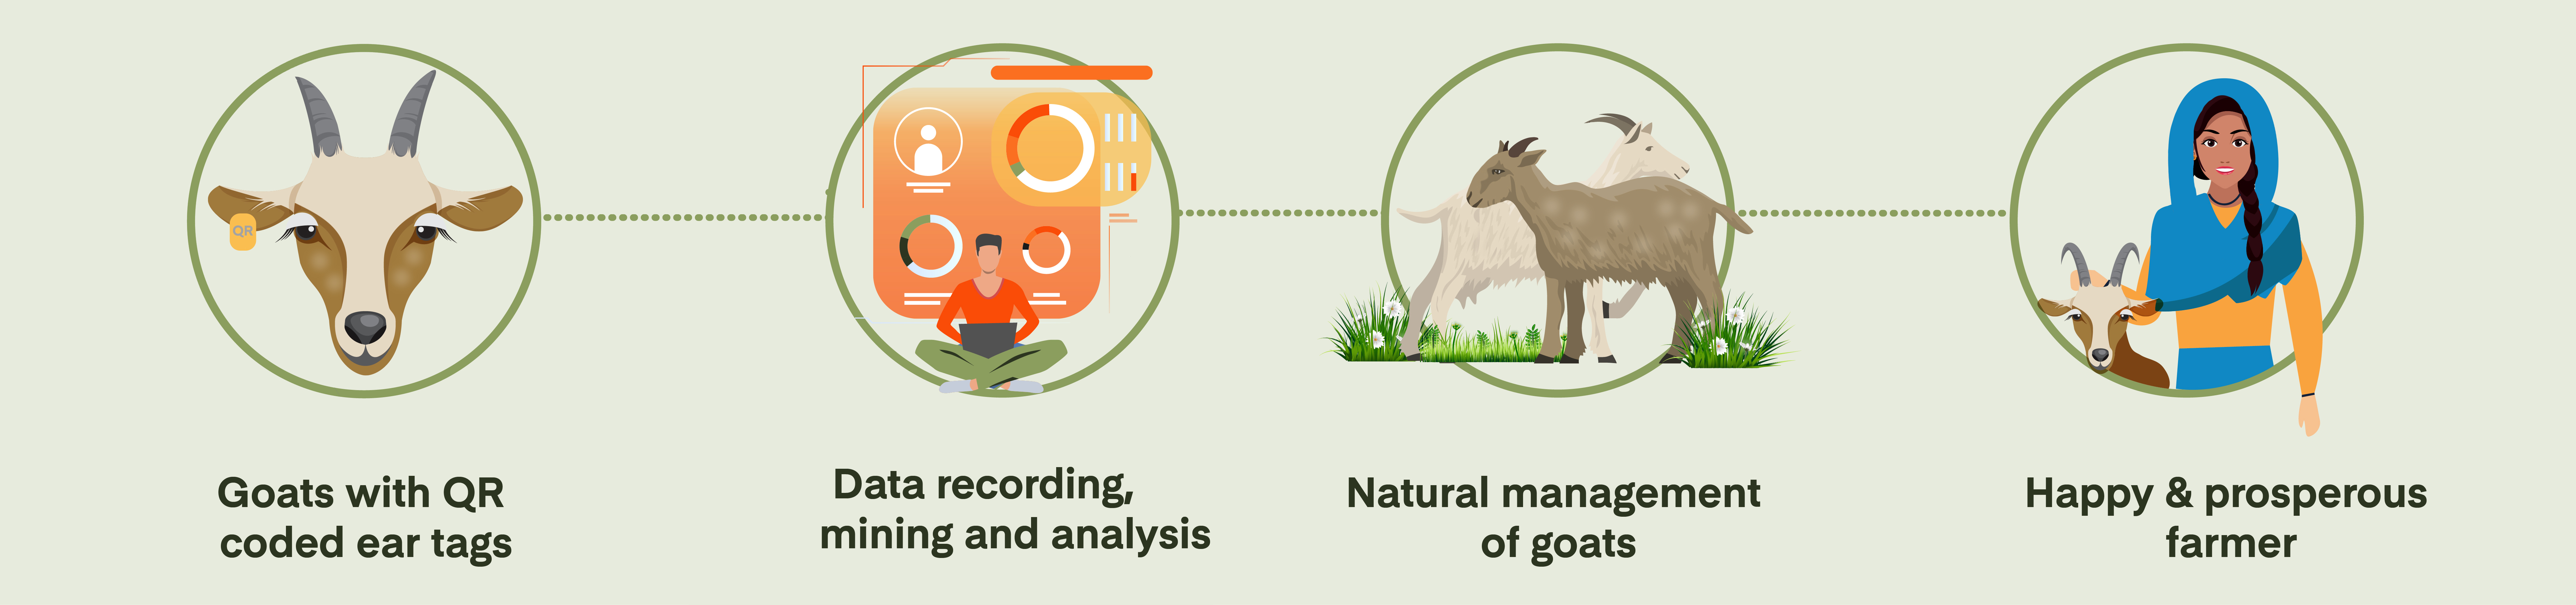 QR
Goats with QR
coded ear tags
Data recording,
mining and analysis
Natural management
of goats
Happy & prosperous
farmer